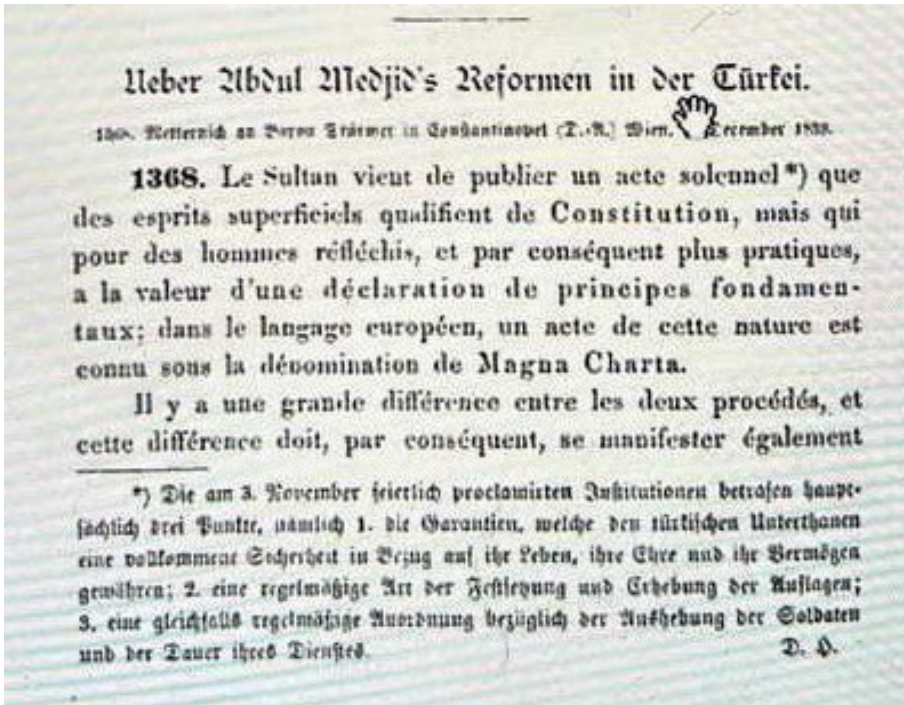 Ueber Abdul Medjid's Reformen in der Türkei.
Metternich an Baron Stürmer in Constantinopel (D.-A.) Wien, December 1839.
1368. Le Sultan vient de publier un acte solennel*) que
des esprits superficiels qualifient de Constitution, mais qui
pour des hommes réfléchis, et par conséquent plus pratiques,
a la valeur d'une déclaration de principes fondamen-
taux; dans le langage européen, un acte de cette nature est
connu sous la dénomination de Magna Charta.
Il y a une grande différence entre les deux procédés, et
cette différence doit, par conséquent, se manifester également
*) Die am 3. November feierlich proclamirten Institutionen betrafen haupt-
sächlich drei Punkte, nämlich 1. die Garantien, welche den türkischen Unterthanen
eine vollkommene Sicherheit in Bezug auf ihr Leben, ihre Ehre und ihr Vermögen
gewähren; 2. eine regelmäßige Art der Festsetzung und Erhebung der Auflagen;
3. eine gleichfalls regelmäßige Anordnung bezüglich der Aushebung der Soldaten
und der Dauer ihres Dienstes. D. H.